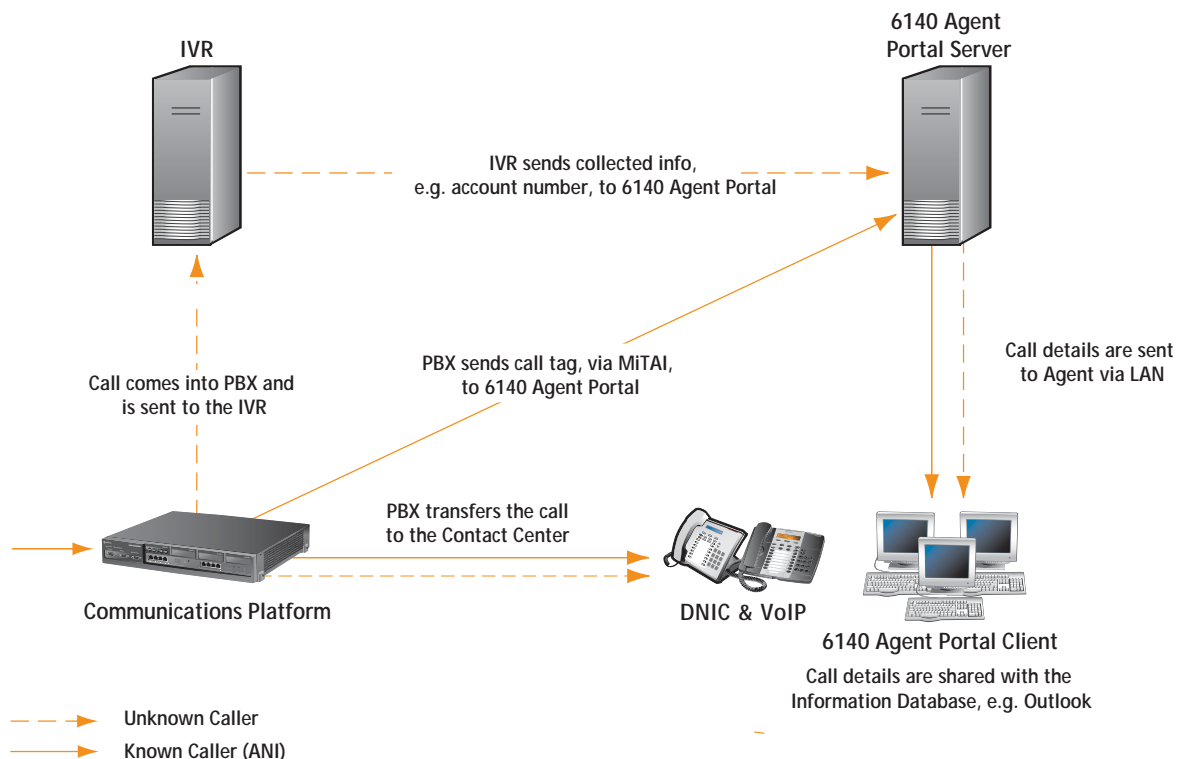 IVR
6140 Agent
Portal Server
IVR sends collected info,
e.g. account number, to 6140 Agent Portal
PBX sends call tag, via MiTAI,
to 6140 Agent Portal
Call details are sent
to Agent via LAN
Call comes into PBX and
is sent to the IVR
PBX transfers the call
to the Contact Center
Communications Platform
DNIC & VoIP
6140 Agent Portal Client
Call details are shared with the
Information Database, e.g. Outlook
Unknown Caller
Known Caller (ANI)